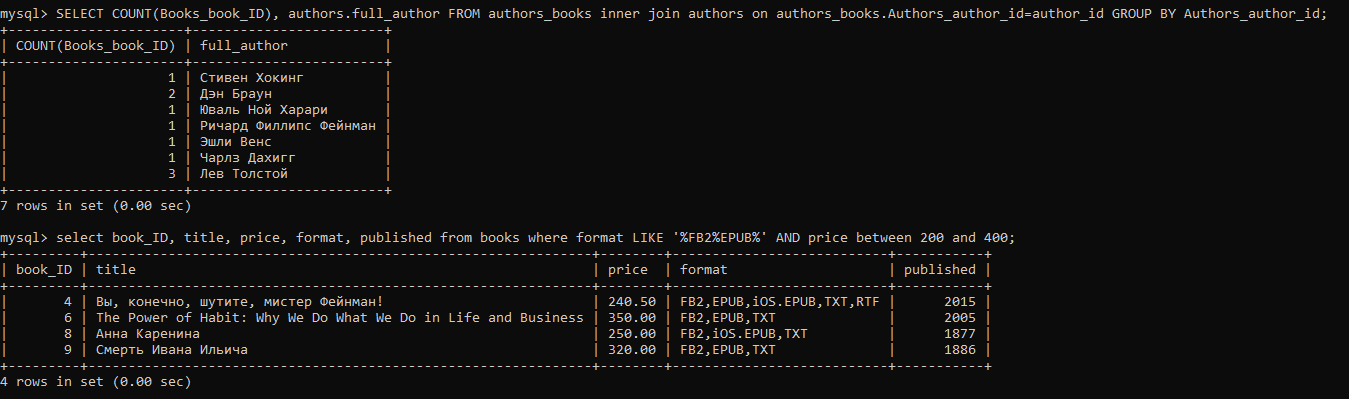 mysql> SELECT COUNT(Books_book_ID), authors.full_author FROM authors_books inner join authors on authors_books.Authors_author_id=author_id GROUP BY Authors_author_id;
+----------------------+------------------------+
| COUNT(Books_book_ID) | full_author            |
+----------------------+------------------------+
|                    1 | Стивен Хокинг          |
|                    2 | Дэн Браун              |
|                    1 | Юваль Ной Харари       |
|                    1 | Ричард Филлипс Фейнман |
|                    1 | Эшли Венс              |
|                    1 | Чарлз Дахигг           |
|                    3 | Лев Толстой            |
+----------------------+------------------------+
7 rows in set (0.00 sec)
mysql> select book_ID, title, price, format, published from books where format LIKE '%FB2%EPUB%' AND price between 200 and 400;
+---------+---------------------------------------------------------------+--------+---------------------------+-----------+
| book_ID | title                                                         | price  | format                    | published |
+---------+---------------------------------------------------------------+--------+---------------------------+-----------+
|       4 | Вы, конечно, шутите, мистер Фейнман!                          | 240.50 | FB2,EPUB,iOS.EPUB,TXT,RTF |      2015 |
|       6 | The Power of Habit: Why We Do What We Do in Life and Business | 350.00 | FB2,EPUB,TXT              |      2005 |
|       8 | Анна Каренина                                                 | 250.00 | FB2,iOS.EPUB,TXT          |      1877 |
|       9 | Смерть Ивана Ильича                                           | 320.00 | FB2,EPUB,TXT              |      1886 |
+---------+---------------------------------------------------------------+--------+---------------------------+-----------+
4 rows in set (0.00 sec)